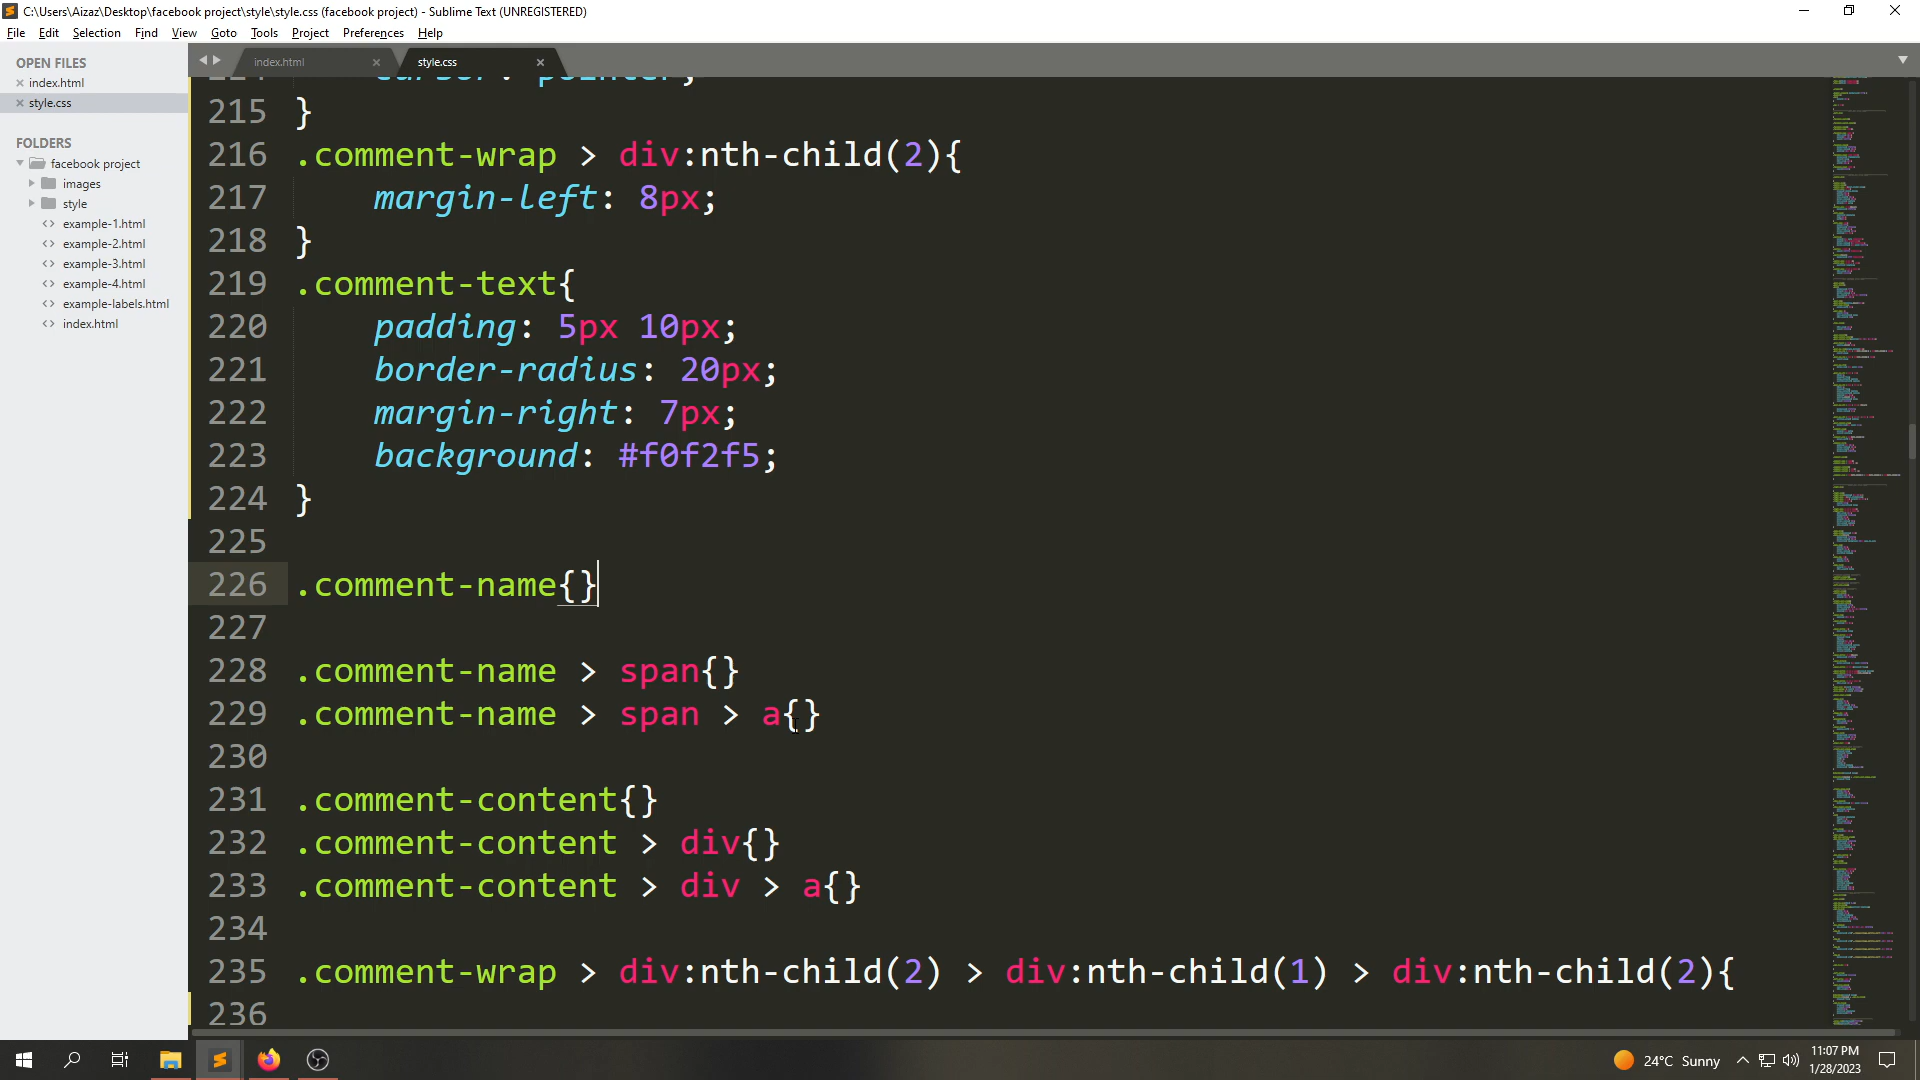 C:\Users\Aizaz\Desktop\facebook project\style\style.css (facebook project) - Sublime Text (UNREGISTERED)
File Edit Selection Find View Goto Tools Project Preferences Help
OPEN FILES
index.html
style.css
FOLDERS
facebook project
images
style
example-1.html
example-2.html
example-3.html
example-4.html
example-labels.html
index.html
index.html
style.css
214 cursor: pointer;
215 }
216 .comment-wrap > div:nth-child(2){
217 margin-left: 8px;
218 }
219 .comment-text{
220 padding: 5px 10px;
221 border-radius: 20px;
222 margin-right: 7px;
223 background: #f0f2f5;
224 }
225
226 .comment-name{}
227
228 .comment-name > span{}
229 .comment-name > span > a{}
230
231 .comment-content{}
232 .comment-content > div{}
233 .comment-content > div > a{}
234
235 .comment-wrap > div:nth-child(2) > div:nth-child(1) > div:nth-child(2){
236
24°C Sunny
11:07 PM
1/28/2023